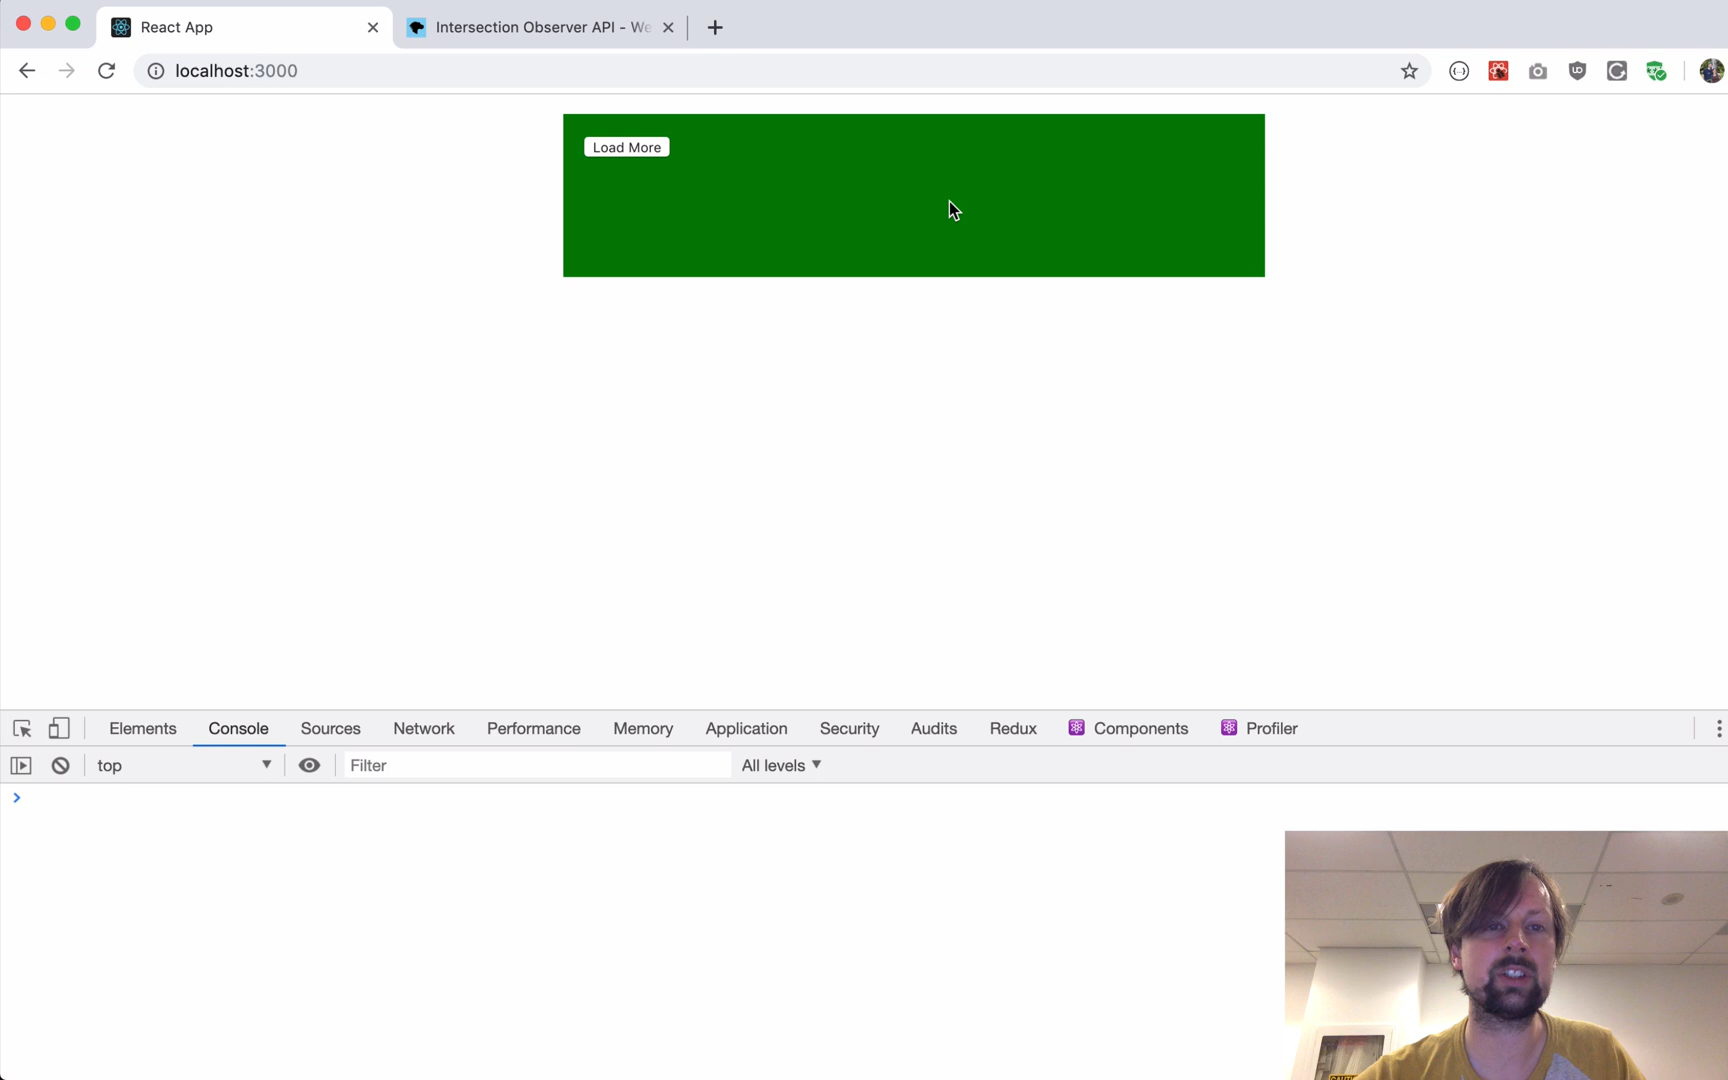 React App
Intersection Observer API - We
localhost:3000
Load More
Elements Console Sources Network Performance Memory Application Security Audits Redux Components Profiler
top Filter All levels